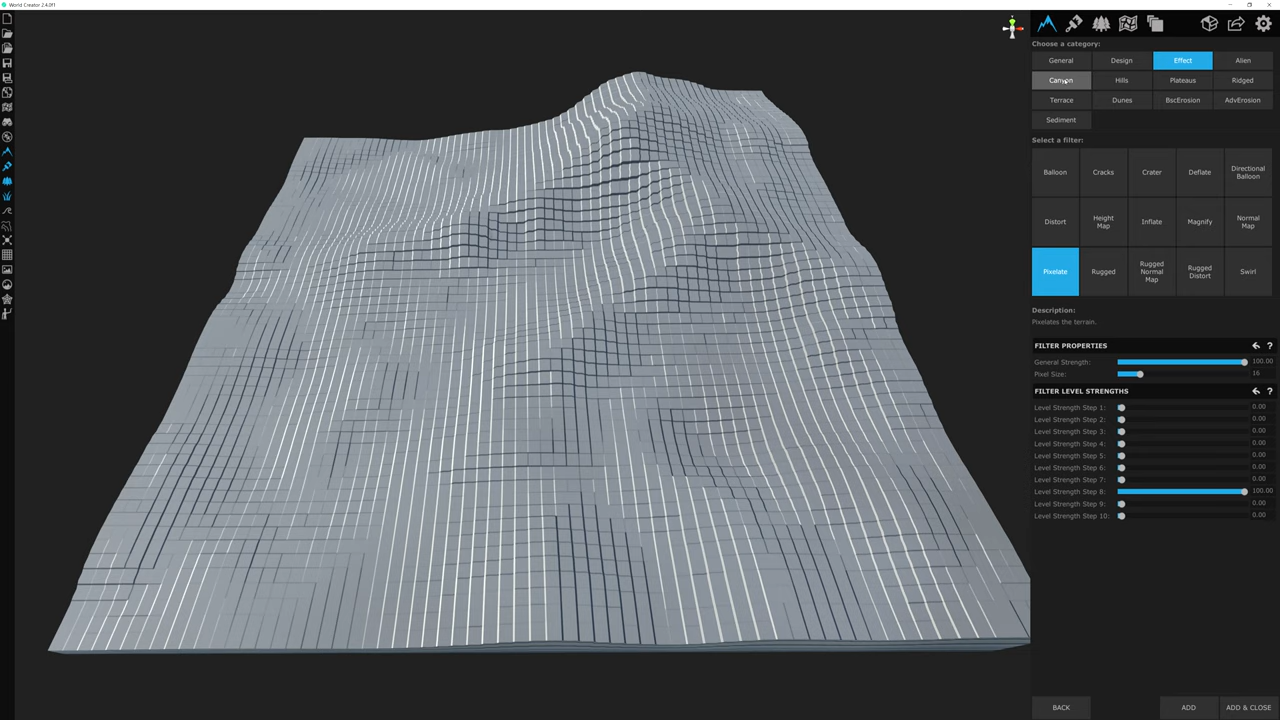 World Creator 2.4.0f1
Choose a category:
General Design Effect Alien
Canyon Hills Plateaus Ridged
Terrace Dunes BscErosion AdvErosion
Sediment
Select a filter:
Balloon Cracks Crater Deflate Directional Balloon
Distort Height Map Inflate Magnify Normal Map
Pixelate Rugged Rugged Normal Map Rugged Distort Swirl
Description:
Pixelates the terrain.
FILTER PROPERTIES ?
General Strength: 100.00
Pixel Size: 16
FILTER LEVEL STRENGTHS ?
Level Strength Step 1: 0.00
Level Strength Step 2: 0.00
Level Strength Step 3: 0.00
Level Strength Step 4: 0.00
Level Strength Step 5: 0.00
Level Strength Step 6: 0.00
Level Strength Step 7: 0.00
Level Strength Step 8: 100.00
Level Strength Step 9: 0.00
Level Strength Step 10: 0.00
BACK ADD ADD & CLOSE